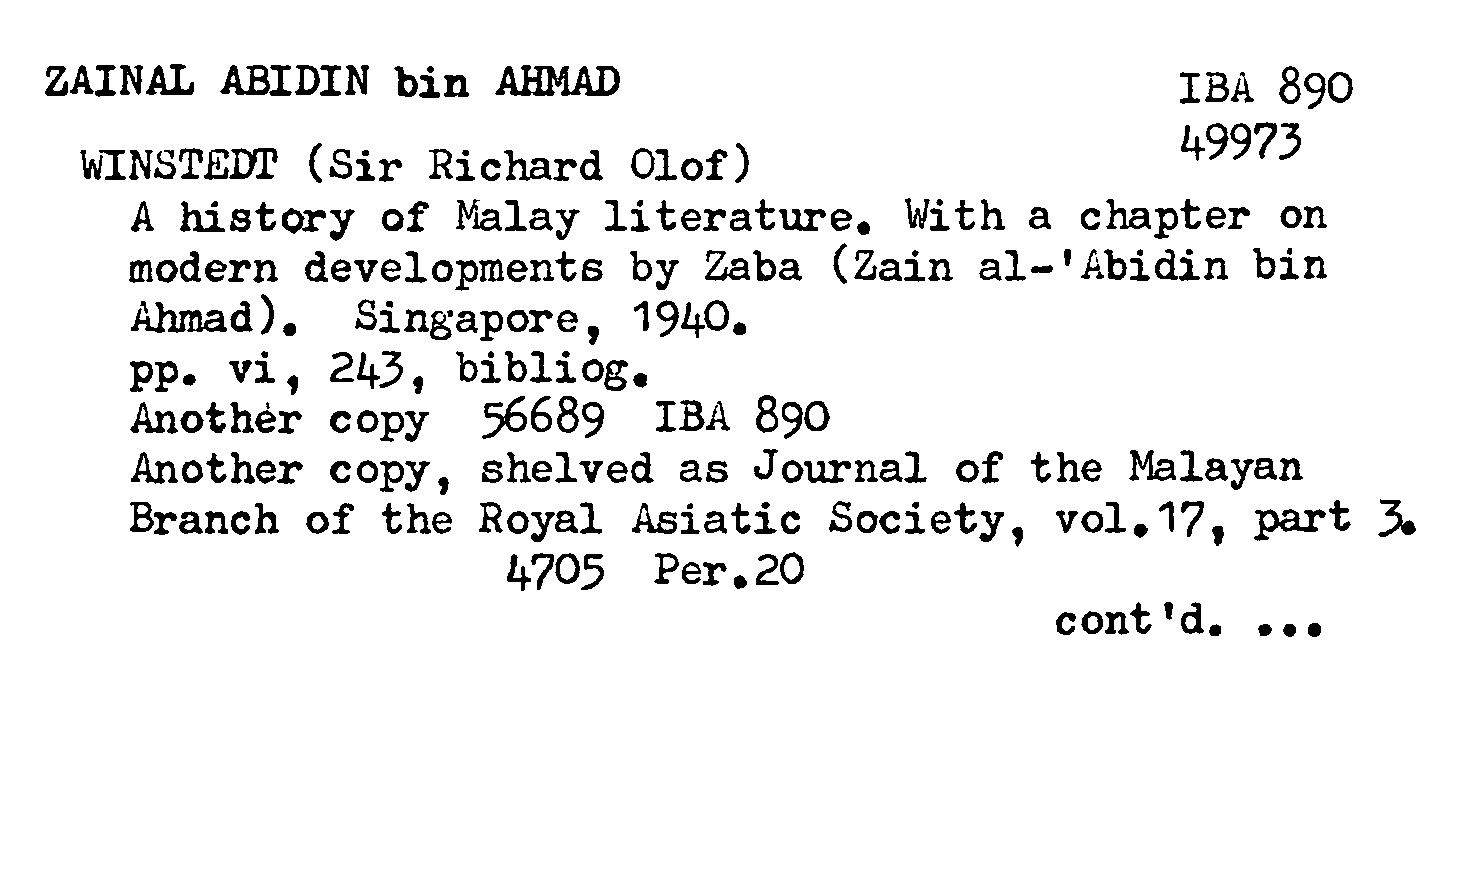 ZAINAL ABIDIN bin AHMAD
IBA 890
49973
WINSTEDT (Sir Richard Olof)
A history of Malay literature. With a chapter on
modern developments by Zaba (Zain al-'Abidin bin
Ahmad). Singapore, 1940.
pp. vi, 243, bibliog.
Another copy 56689 IBA 890
Another copy, shelved as Journal of the Malayan
Branch of the Royal Asiatic Society, vol.17, part 3.
4705 Per.20
cont'd. ...